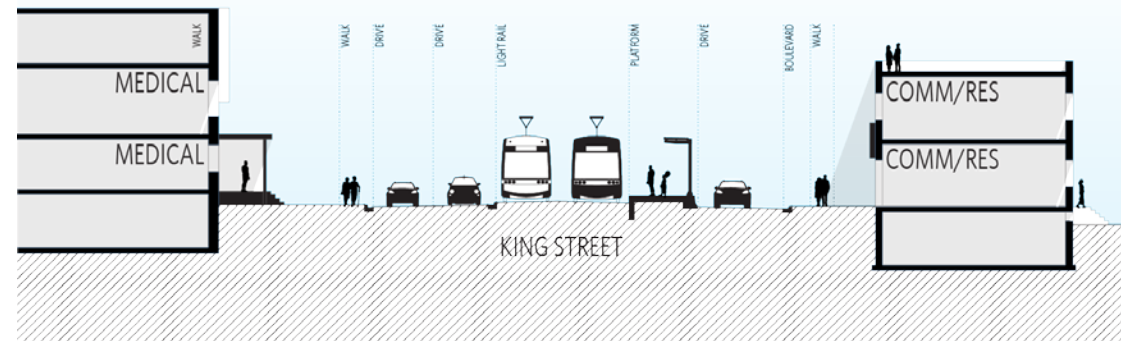 WALK
WALK
DRIVE
DRIVE
LIGHT RAIL
PLATFORM
DRIVE
BOULEVARD
WALK
MEDICAL
COMM/RES
MEDICAL
COMM/RES
KING STREET